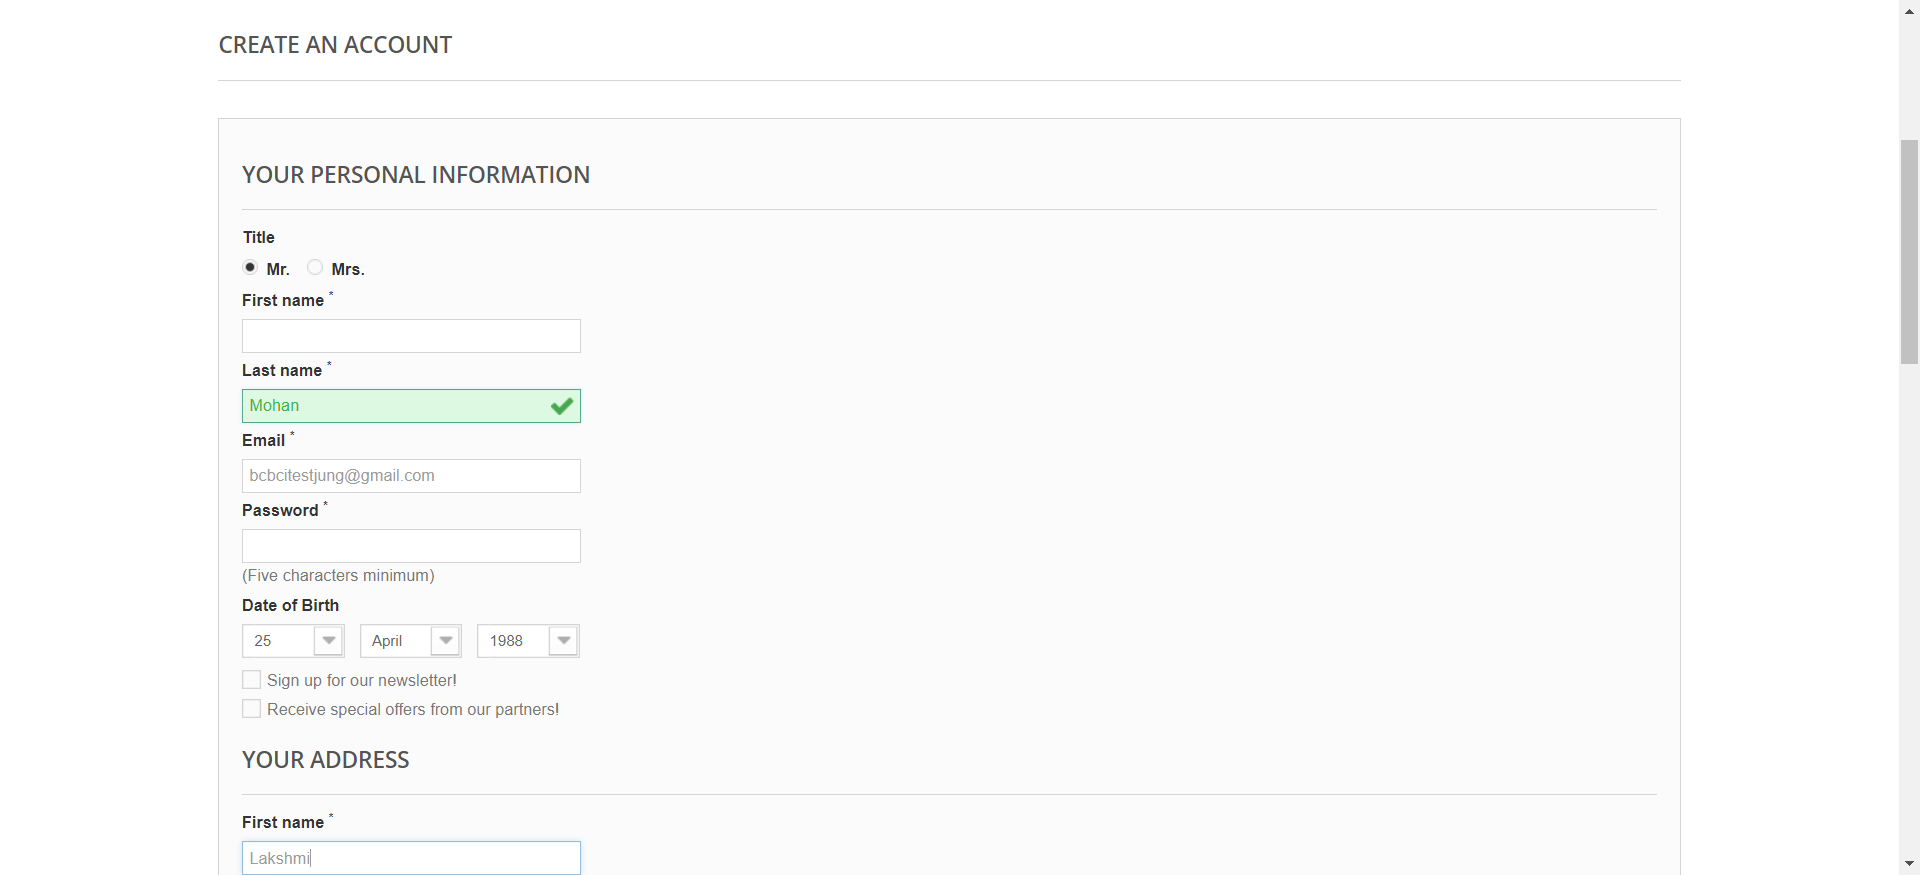 CREATE AN ACCOUNT
YOUR PERSONAL INFORMATION
Title
Mr. Mrs.
First name *
Last name *
Mohan
Email *
bcbcitestjung@gmail.com
Password *
(Five characters minimum)
Date of Birth
25 April 1988
Sign up for our newsletter!
Receive special offers from our partners!
YOUR ADDRESS
First name *
Lakshmi